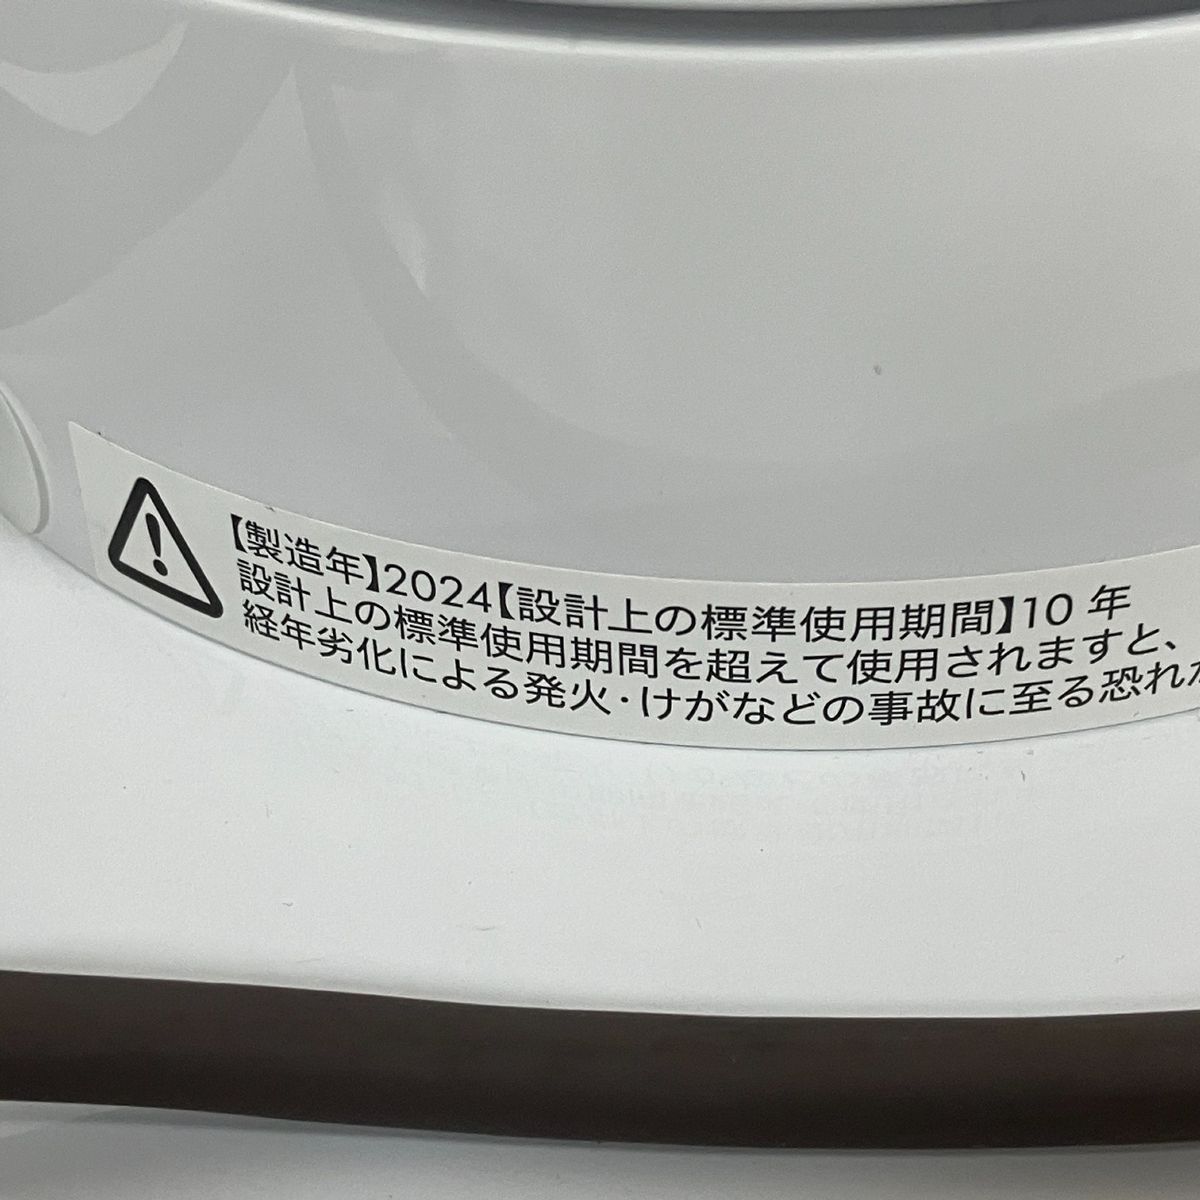 【製造年】2024【設計上の標準使用期間】10 年
設計上の標準使用期間を超えて使用されますと、
経年劣化による発火・けがなどの事故に至る恐れが